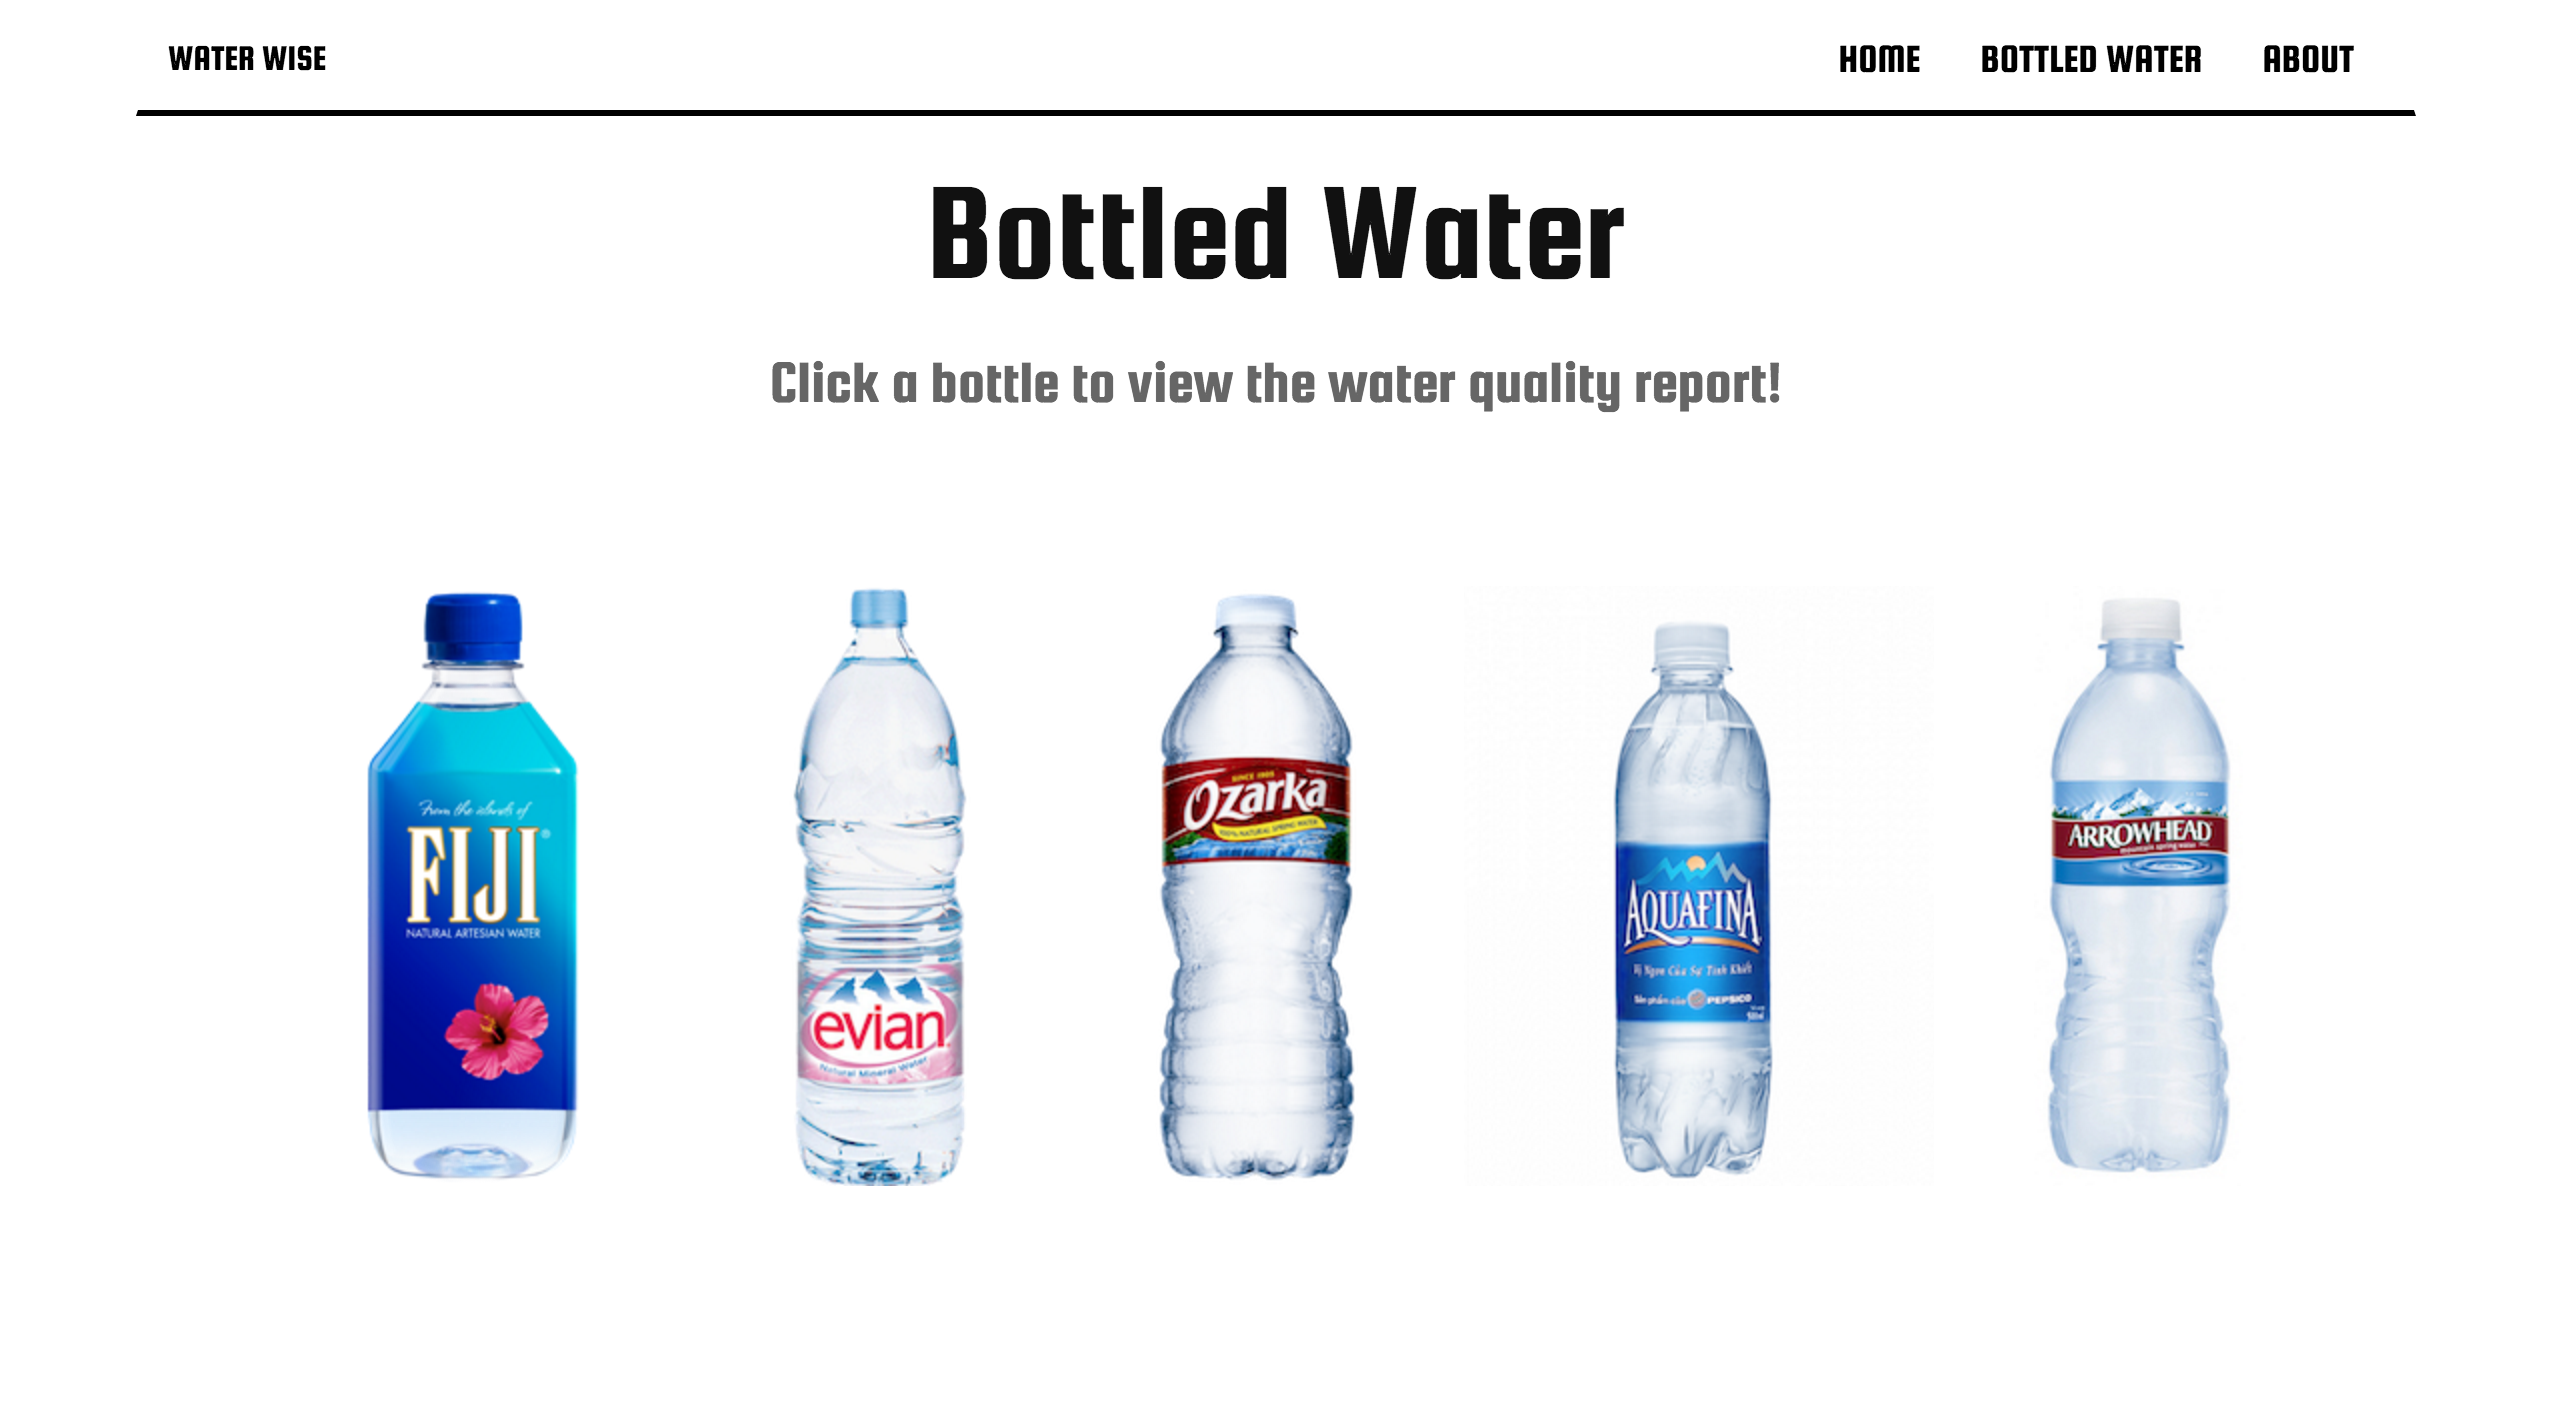 WATER WISE
HOME
BOTTLED WATER
ABOUT
Bottled Water
Click a bottle to view the water quality report!
From the islands of
FIJI®
NATURAL ARTESIAN WATER
evian
Natural Mineral Water
SINCE 1905
Ozarka
100% NATURAL SPRING WATER
AQUAFINA
Vị Ngon Của Sự Tinh Khiết
Sản phẩm của PEPSICO
500ml
ARROWHEAD
mountain spring water